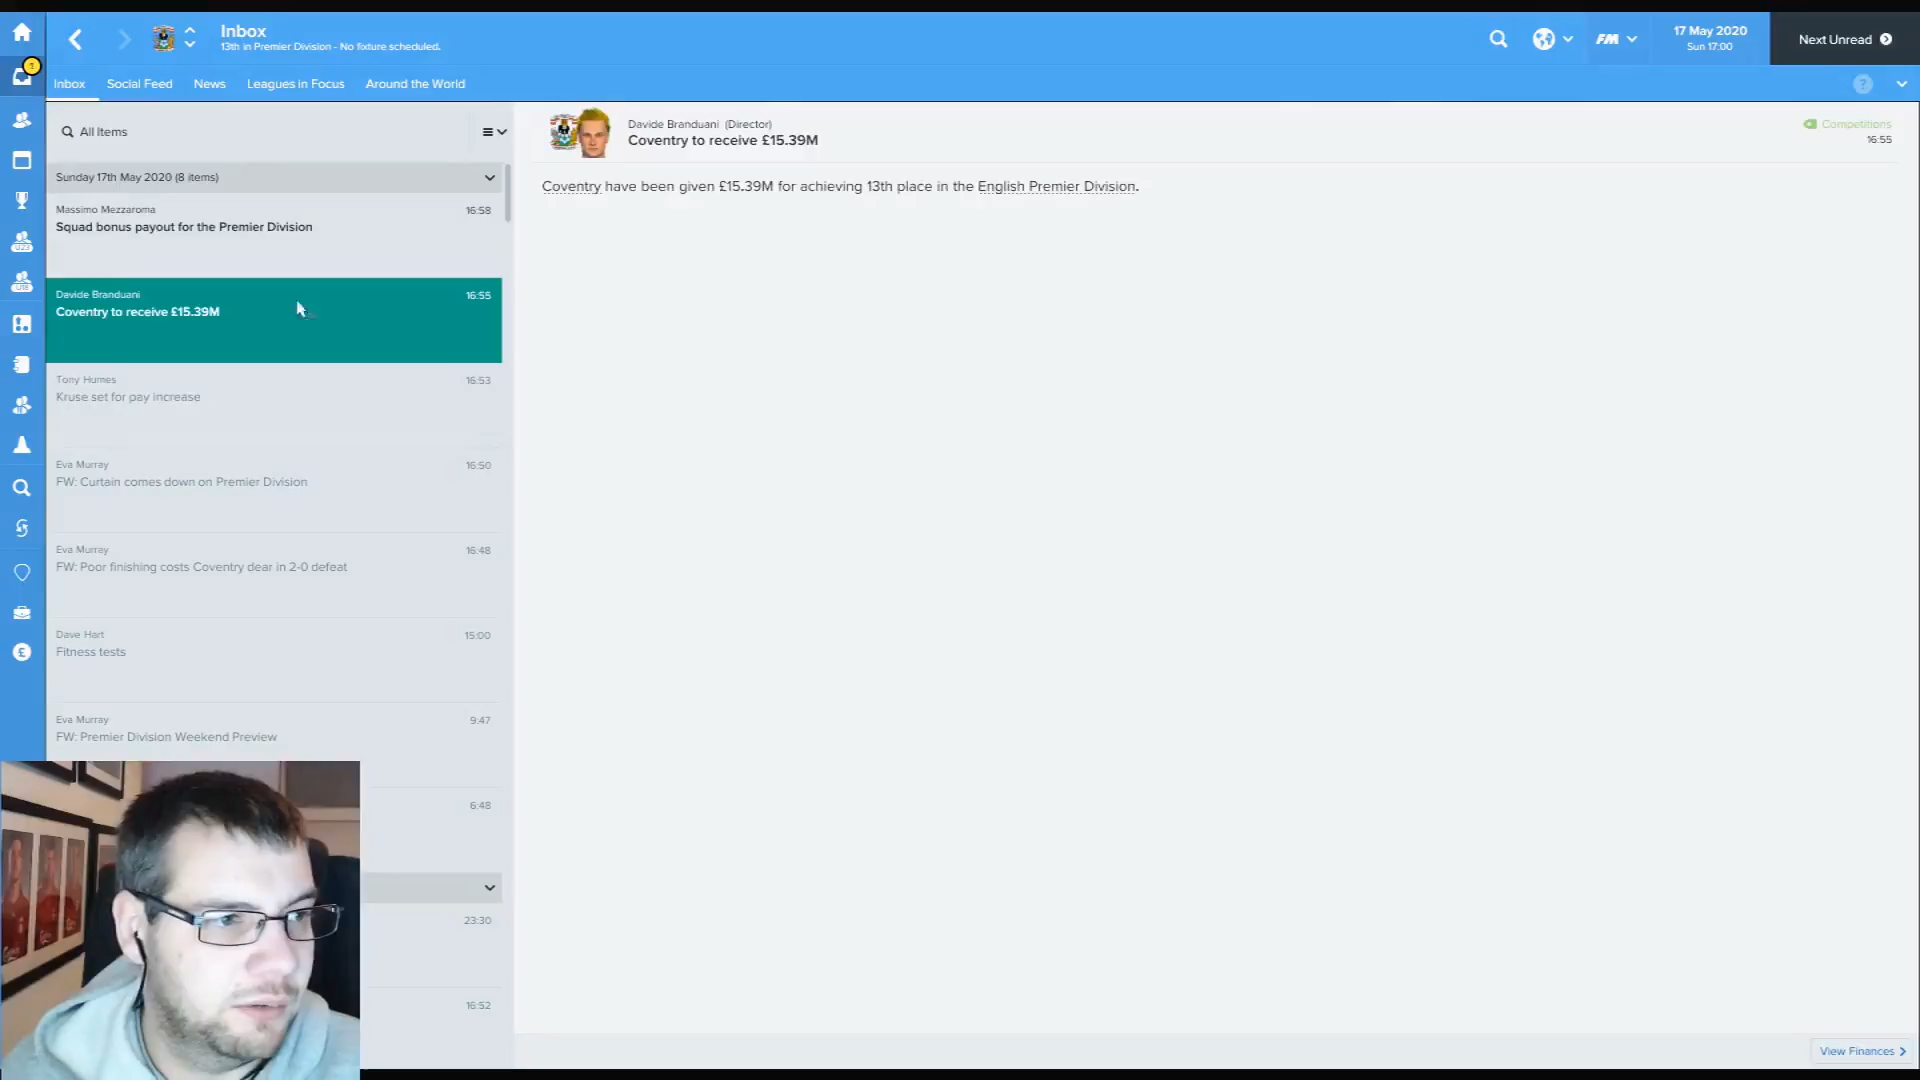 Inbox
13th in Premier Division - No fixture scheduled.
FM
17 May 2020
Sun 17:00
Next Unread
Inbox
Social Feed
News
Leagues in Focus
Around the World
?
All Items
Sunday 17th May 2020 (8 items)
Massimo Mezzaroma
16:58
Squad bonus payout for the Premier Division
Davide Branduani
16:55
Coventry to receive £15.39M
Tony Humes
16:53
Kruse set for pay increase
Eva Murray
16:50
FW: Curtain comes down on Premier Division
Eva Murray
16:48
FW: Poor finishing costs Coventry dear in 2-0 defeat
Dave Hart
15:00
Fitness tests
Eva Murray
9:47
FW: Premier Division Weekend Preview
6:48
23:30
16:52
Davide Branduani (Director)
Coventry to receive £15.39M
Competitions
16:55
Coventry have been given £15.39M for achieving 13th place in the English Premier Division.
View Finances